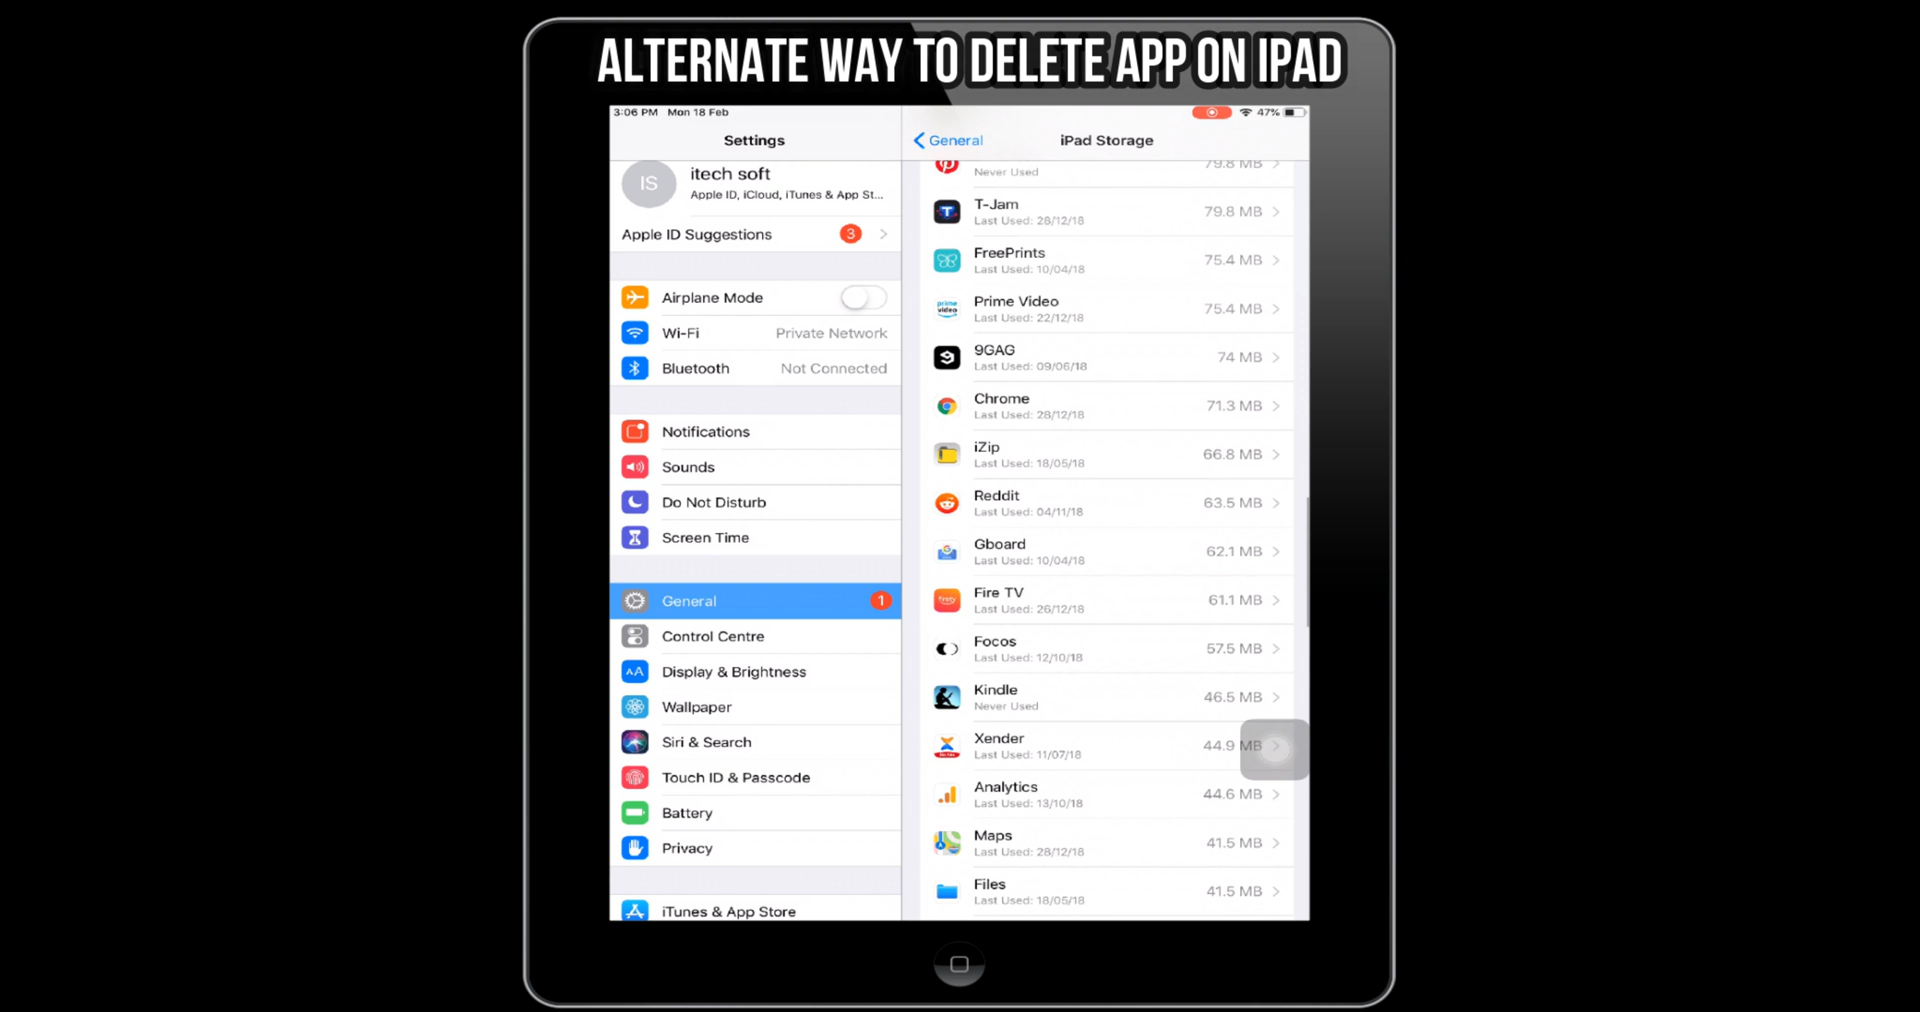 ALTERNATE WAY TO DELETE APP ON IPAD
3:06 PM Mon 18 Feb
47%
Settings
General
iPad Storage
IS
itech soft
Apple ID, iCloud, iTunes & App St...
Apple ID Suggestions
3
Airplane Mode
Wi-Fi
Private Network
Bluetooth
Not Connected
Notifications
Sounds
Do Not Disturb
Screen Time
General
1
Control Centre
AA
Display & Brightness
Wallpaper
Siri & Search
Touch ID & Passcode
Battery
Privacy
iTunes & App Store
79.8 MB
Never Used
T-Jam
79.8 MB
Last Used: 28/12/18
FreePrints
75.4 MB
Last Used: 10/04/18
prime video
Prime Video
75.4 MB
Last Used: 22/12/18
9GAG
74 MB
Last Used: 09/06/18
Chrome
71.3 MB
Last Used: 28/12/18
iZip
66.8 MB
Last Used: 18/05/18
Reddit
63.5 MB
Last Used: 04/11/18
Gboard
62.1 MB
Last Used: 10/04/18
firetv
Fire TV
61.1 MB
Last Used: 26/12/18
Focos
57.5 MB
Last Used: 12/10/18
Kindle
46.5 MB
Never Used
Xender
44.9 MB
Last Used: 11/07/18
Analytics
44.6 MB
Last Used: 13/10/18
Maps
41.5 MB
Last Used: 28/12/18
Files
41.5 MB
Last Used: 18/05/18